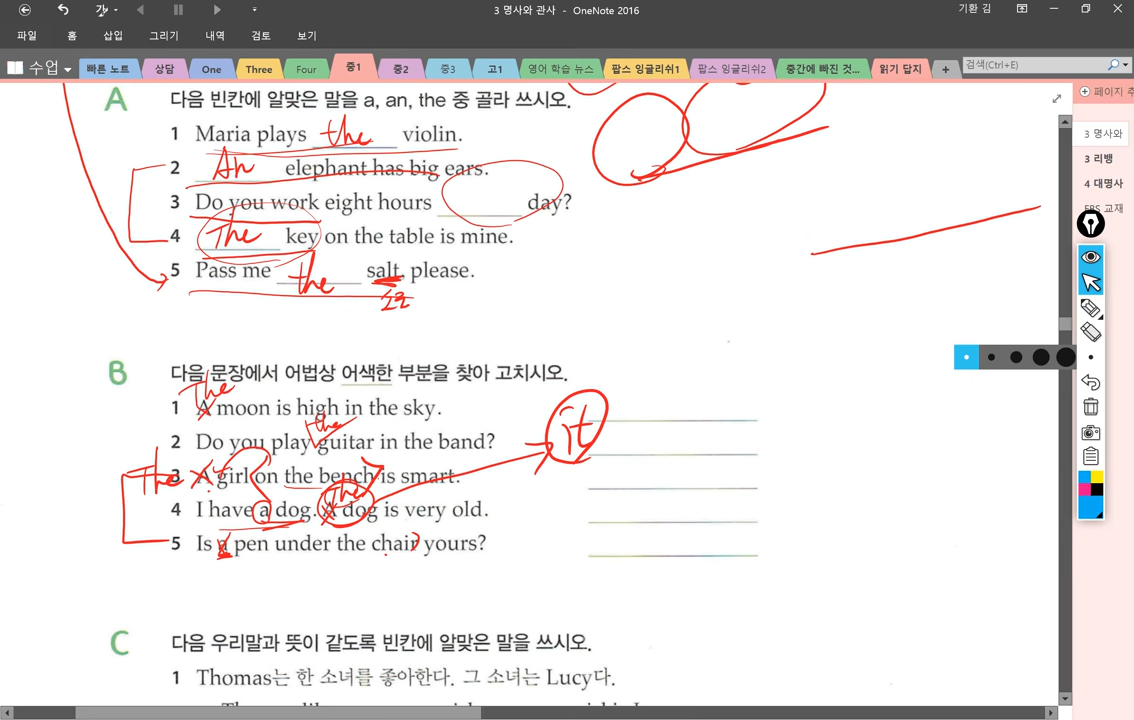 3 명사와 관사 - OneNote 2016
기환 김
파일 홈 삽입 그리기 내역 검토 보기
수업 빠른 노트 상담 One Three Four 중1 중2 중3 고1 영어 학습 뉴스 팝스 잉글리쉬1 팝스 잉글리쉬2 중간에 빠진 것... 읽기 답지 + 검색(Ctrl+E)
페이지 추
3 명사와
3 리뱅
4 대명사
EBS 교재
A 다음 빈칸에 알맞은 말을 a, an, the 중 골라 쓰시오.
1 Maria plays the violin.
2 An elephant has big ears.
3 Do you work eight hours ________ day?
4 The key on the table is mine.
5 Pass me the salt, please.
B 다음 문장에서 어법상 어색한 부분을 찾아 고치시오.
The
1 A moon is high in the sky.
the
2 Do you play guitar in the band?
it
The
3 A girl on the bench is smart.
The
4 I have a dog. A dog is very old.
5 Is a pen under the chair yours?
C 다음 우리말과 뜻이 같도록 빈칸에 알맞은 말을 쓰시오.
1 Thomas는 한 소녀를 좋아한다. 그 소녀는 Lucy다.